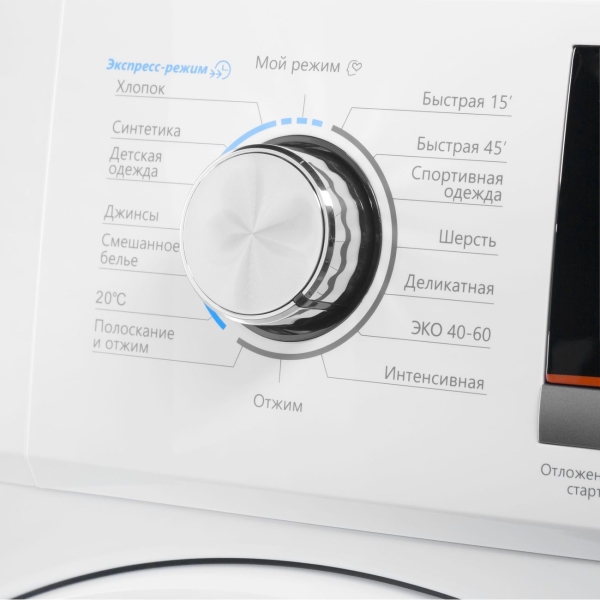 Экспресс-режим
Мой режим
Хлопок
Синтетика
Детская
одежда
Джинсы
Смешанное
белье
20°C
Полоскание
и отжим
Отжим
Быстрая 15’
Быстрая 45’
Спортивная
одежда
Шерсть
Деликатная
ЭКО 40-60
Интенсивная